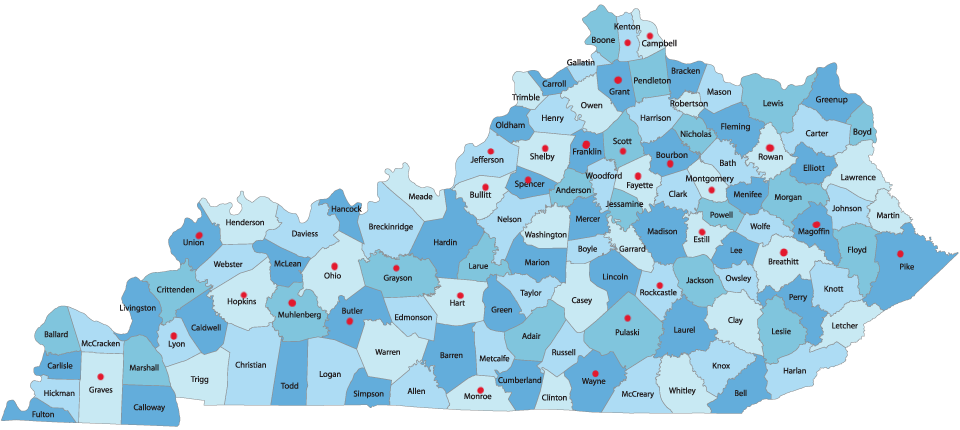 Kenton
Boone
Campbell
Gallatin
Carroll
Grant
Pendleton
Bracken
Mason
Trimble
Owen
Robertson
Lewis
Greenup
Oldham
Henry
Harrison
Fleming
Carter
Boyd
Nicholas
Jefferson
Shelby
Franklin
Scott
Bourbon
Bath
Rowan
Elliott
Lawrence
Bullitt
Spencer
Anderson
Woodford
Fayette
Clark
Montgomery
Menifee
Morgan
Johnson
Martin
Jessamine
Meade
Hancock
Breckinridge
Hardin
Nelson
Washington
Mercer
Madison
Estill
Powell
Wolfe
Magoffin
Floyd
Pike
Henderson
Daviess
Union
Webster
McLean
Ohio
Grayson
Larue
Marion
Boyle
Garrard
Lee
Breathitt
Lincoln
Rockcastle
Jackson
Owsley
Knott
Perry
Letcher
Crittenden
Livingston
Hopkins
Muhlenberg
Butler
Edmonson
Hart
Green
Taylor
Casey
Pulaski
Laurel
Clay
Leslie
Ballard
McCracken
Lyon
Caldwell
Warren
Barren
Metcalfe
Adair
Russell
Carlisle
Graves
Marshall
Trigg
Christian
Todd
Logan
Simpson
Allen
Monroe
Cumberland
Clinton
Wayne
McCreary
Whitley
Knox
Bell
Harlan
Hickman
Fulton
Calloway